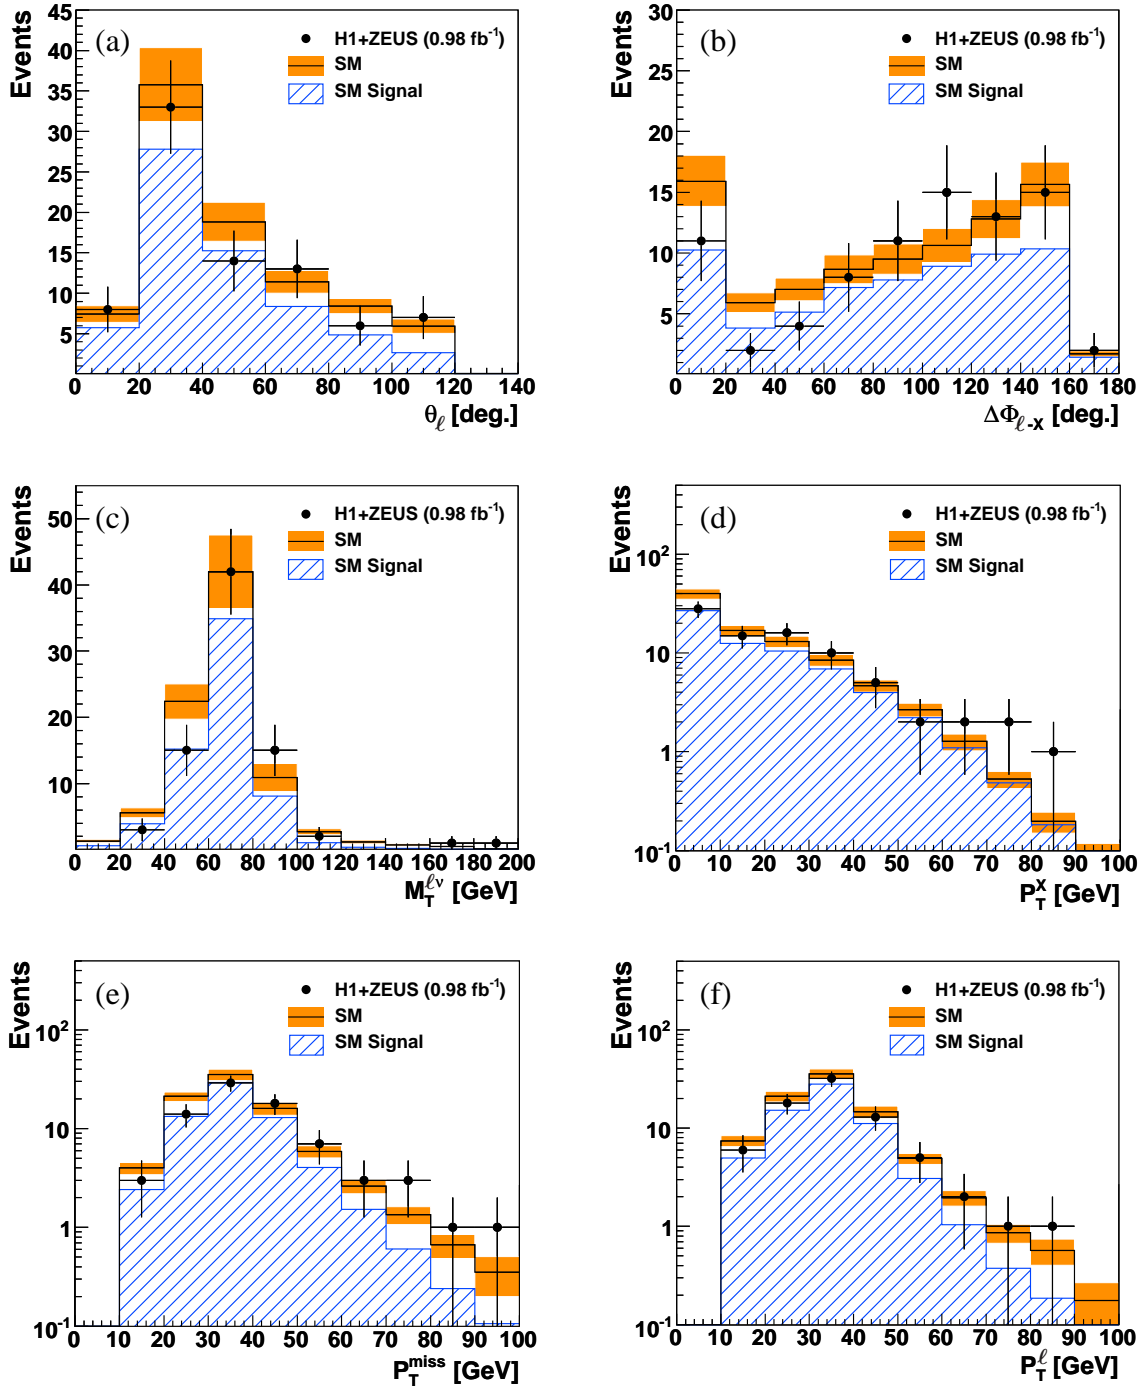 Events
(a)
H1+ZEUS (0.98 fb⁻¹)
SM
SM Signal
45
40
35
30
25
20
15
10
5
0 20 40 60 80 100 120 140
θ_ℓ [deg.]
Events
(b)
H1+ZEUS (0.98 fb⁻¹)
SM
SM Signal
30
25
20
15
10
5
0 20 40 60 80 100 120 140 160 180
ΔΦ_ℓ-X [deg.]
Events
(c)
H1+ZEUS (0.98 fb⁻¹)
SM
SM Signal
50
40
30
20
10
0 20 40 60 80 100 120 140 160 180 200
M_T^ℓν [GeV]
Events
(d)
H1+ZEUS (0.98 fb⁻¹)
SM
SM Signal
10²
10
1
10⁻¹
0 10 20 30 40 50 60 70 80 90 100
P_T^X [GeV]
Events
(e)
H1+ZEUS (0.98 fb⁻¹)
SM
SM Signal
10²
10
1
10⁻¹
0 10 20 30 40 50 60 70 80 90 100
P_T^miss [GeV]
Events
(f)
H1+ZEUS (0.98 fb⁻¹)
SM
SM Signal
10²
10
1
10⁻¹
0 10 20 30 40 50 60 70 80 90 100
P_T^ℓ [GeV]